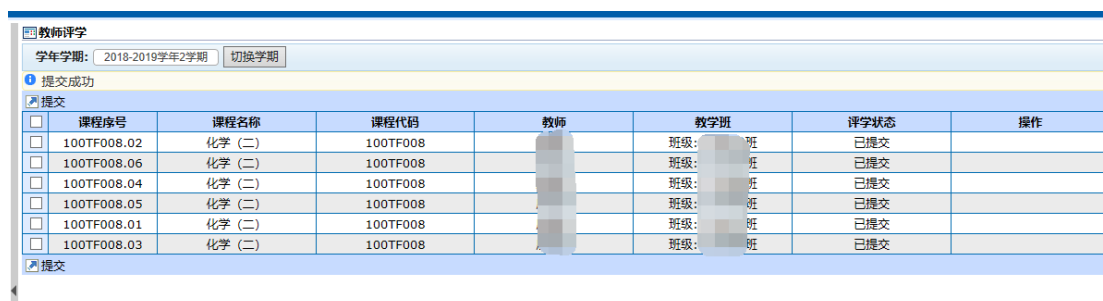 教师评学
学年学期: 2018-2019学年2学期 切换学期
提交成功
提交
课程序号 课程名称 课程代码 教师 教学班 评学状态 操作
100TF008.02 化学（二） 100TF008 班级: 班 已提交
100TF008.06 化学（二） 100TF008 班级: 班 已提交
100TF008.04 化学（二） 100TF008 班级: 班 已提交
100TF008.05 化学（二） 100TF008 班级: 班 已提交
100TF008.01 化学（二） 100TF008 班级: 班 已提交
100TF008.03 化学（二） 100TF008 班级: 班 已提交
提交